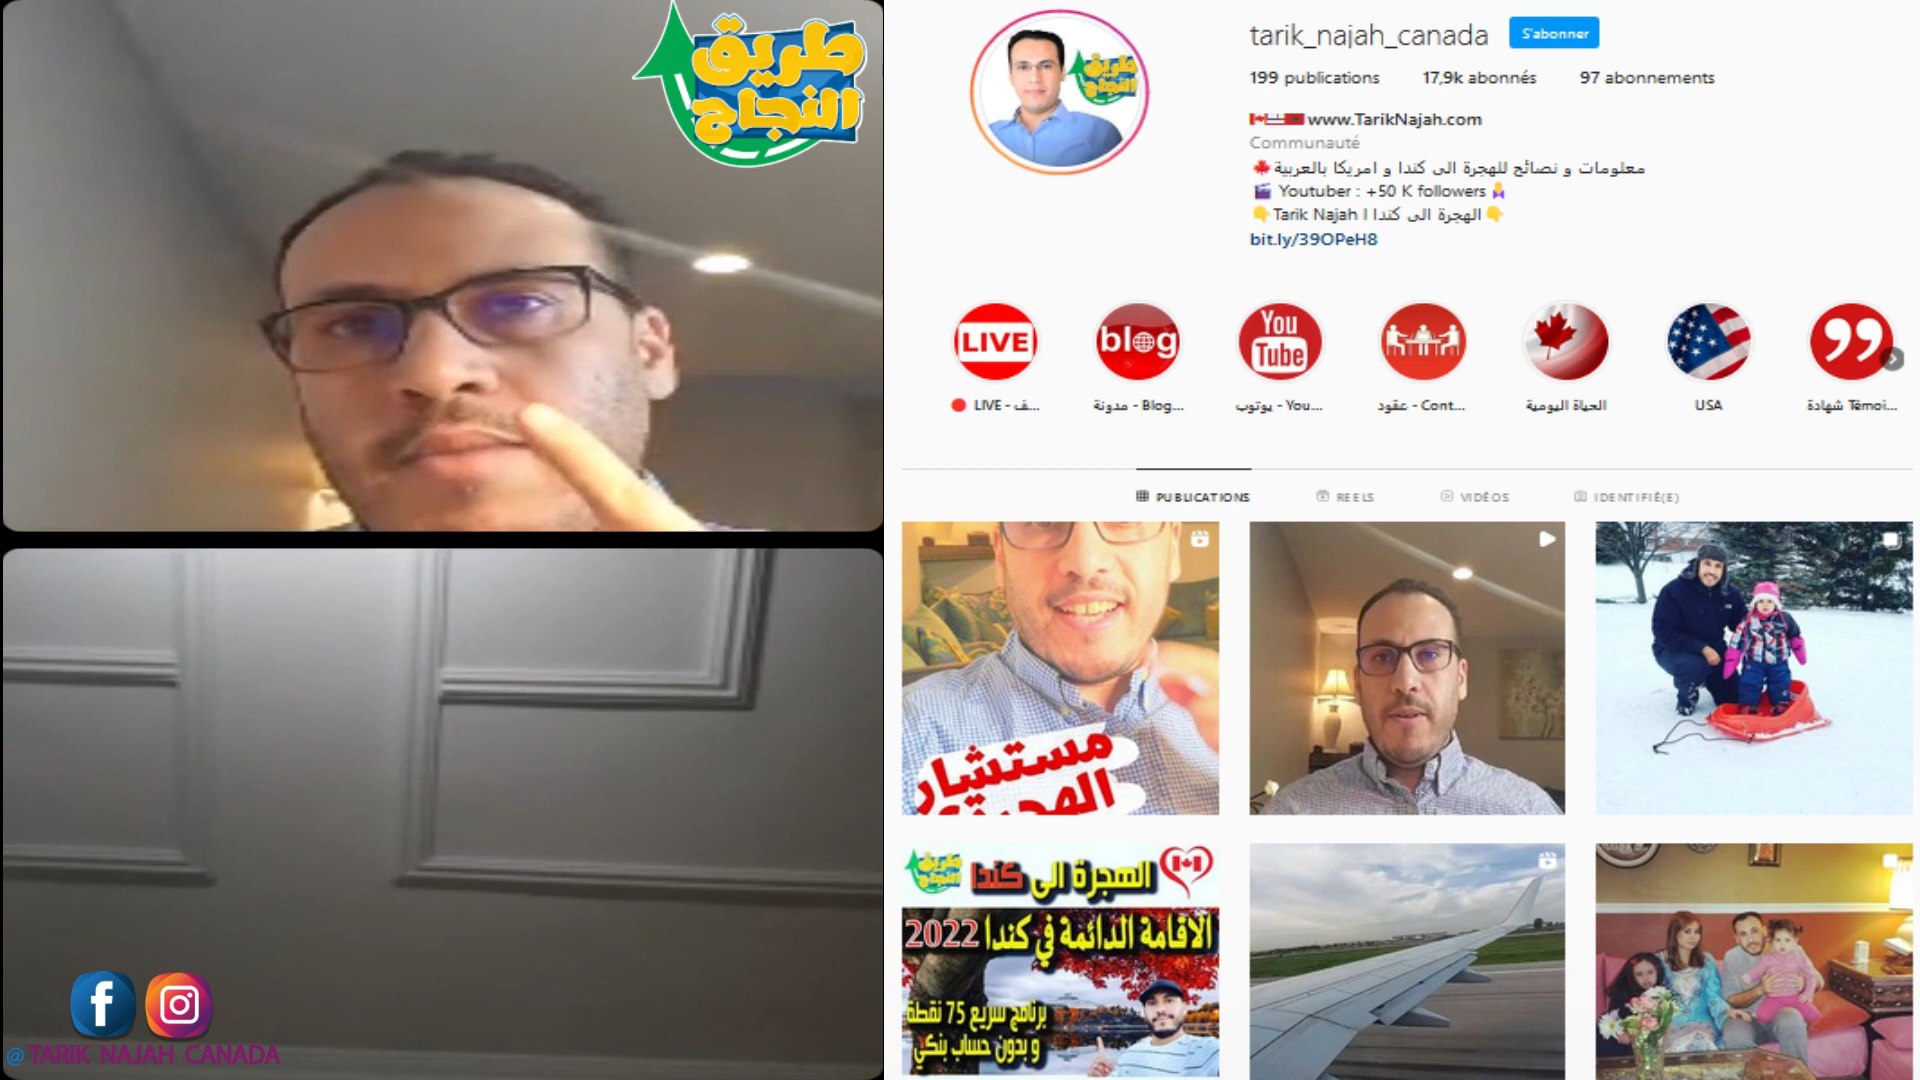 طريق
النجاح
@TARIK_NAJAH_CANADA
tarik_najah_canada
S'abonner
199 publications 17,9k abonnés 97 abonnements
www.TarikNajah.com
Communauté
معلومات و نصائح للهجرة الى كندا و امريكا بالعربية
Youtuber : +50 K followers
Tarik Najah I الهجرة الى كندا
bit.ly/39OPeH8
LIVE
blog
You
Tube
LIVE - ف...
مدونة - Blog...
يوتوب - You...
عقود - Cont...
الحياة اليومية
USA
شهادة Témoi...
PUBLICATIONS REELS VIDÉOS IDENTIFIÉ(E)
مستشار
طريق
النجاح
الهجرة الى كندا
الاقامة الدائمة في كندا 2022
برنامج سريع 75 نقطة
و بدون حساب بنكي